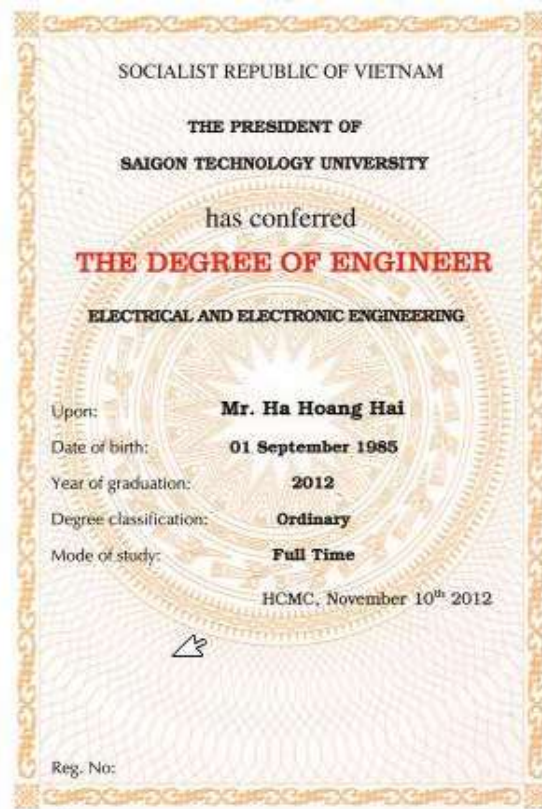 SOCIALIST REPUBLIC OF VIETNAM
THE PRESIDENT OF
SAIGON TECHNOLOGY UNIVERSITY
has conferred
THE DEGREE OF ENGINEER
ELECTRICAL AND ELECTRONIC ENGINEERING
Upon: Mr. Ha Hoang Hai
Date of birth: 01 September 1985
Year of graduation: 2012
Degree classification: Ordinary
Mode of study: Full Time
HCMC, November 10th 2012
Reg. No: